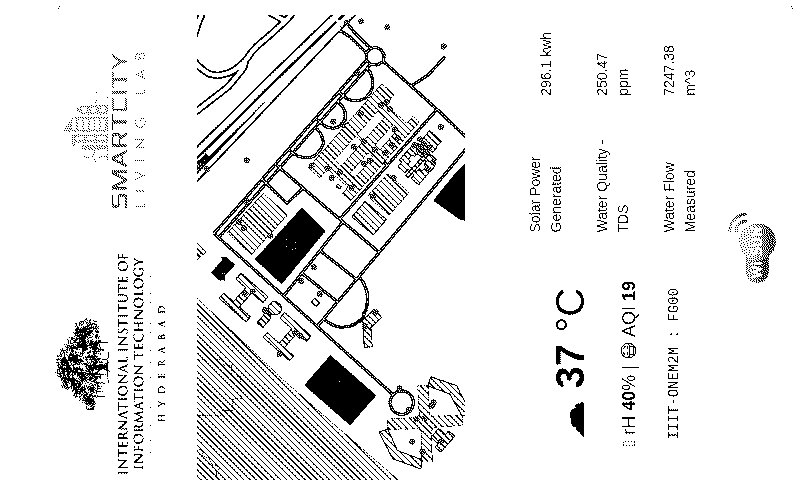 INTERNATIONAL INSTITUTE OF
INFORMATION TECHNOLOGY
HYDERABAD
SMARTCITY
LIVING LAB
37 °C
rH 40% | AQI 19
IIIT-ONEM2M : FG00
Solar Power
Generated
296.1 kwh
Water Quality -
TDS
250.47
ppm
Water Flow
Measured
7247.38
m^3